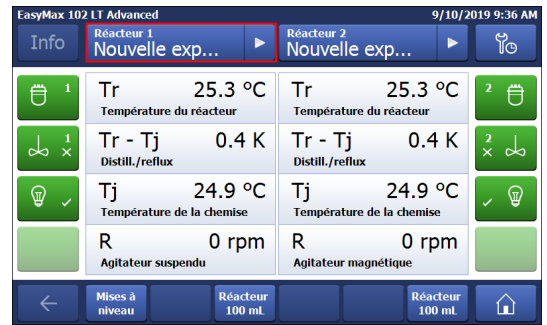 EasyMax 102 LT Advanced 9/10/2019 9:36 AM
Info
Réacteur 1
Nouvelle exp...
Réacteur 2
Nouvelle exp...
1
Tr 25.3 °C
Température du réacteur
Tr 25.3 °C
Température du réacteur
2
1
Tr - Tj 0.4 K
Distill./reflux
Tr - Tj 0.4 K
Distill./reflux
2
Tj 24.9 °C
Température de la chemise
Tj 24.9 °C
Température de la chemise
R 0 rpm
Agitateur suspendu
R 0 rpm
Agitateur magnétique
Mises à
niveau
Réacteur
100 mL
Réacteur
100 mL